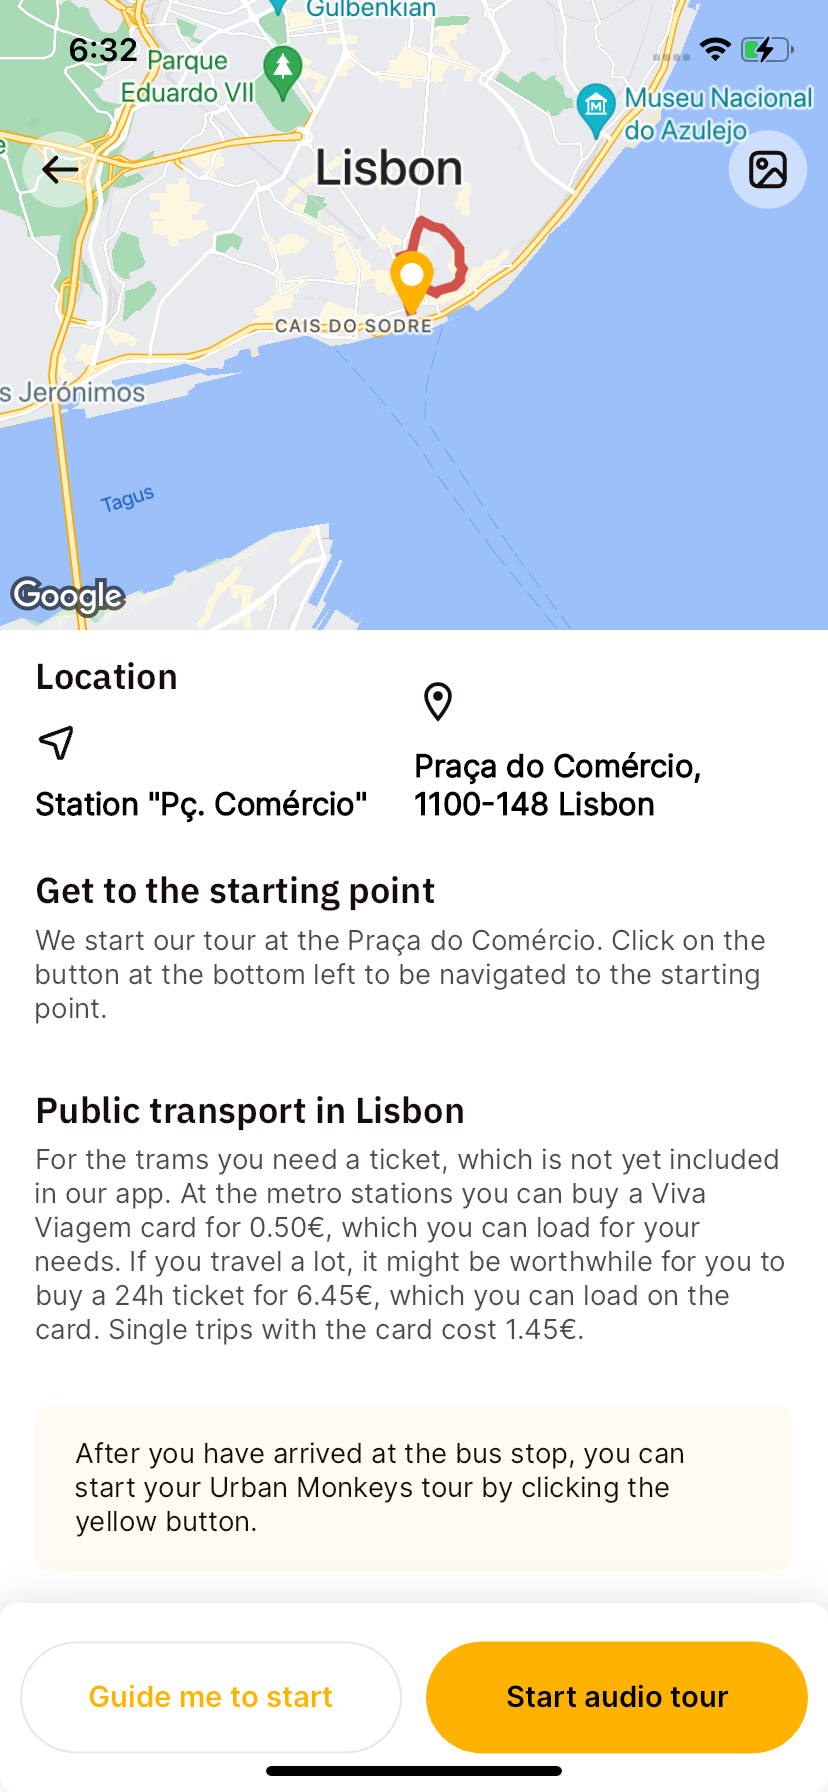 Gulbenkian
6:32
Parque
Eduardo VII
Museu Nacional
do Azulejo
e
Lisbon
CAIS DO SODRE
s Jerónimos
Tagus
Google
Location
Station "Pç. Comércio"
Praça do Comércio,
1100-148 Lisbon
Get to the starting point
We start our tour at the Praça do Comércio. Click on the
button at the bottom left to be navigated to the starting
point.
Public transport in Lisbon
For the trams you need a ticket, which is not yet included
in our app. At the metro stations you can buy a Viva
Viagem card for 0.50€, which you can load for your
needs. If you travel a lot, it might be worthwhile for you to
buy a 24h ticket for 6.45€, which you can load on the
card. Single trips with the card cost 1.45€.
After you have arrived at the bus stop, you can
start your Urban Monkeys tour by clicking the
yellow button.
Guide me to start
Start audio tour